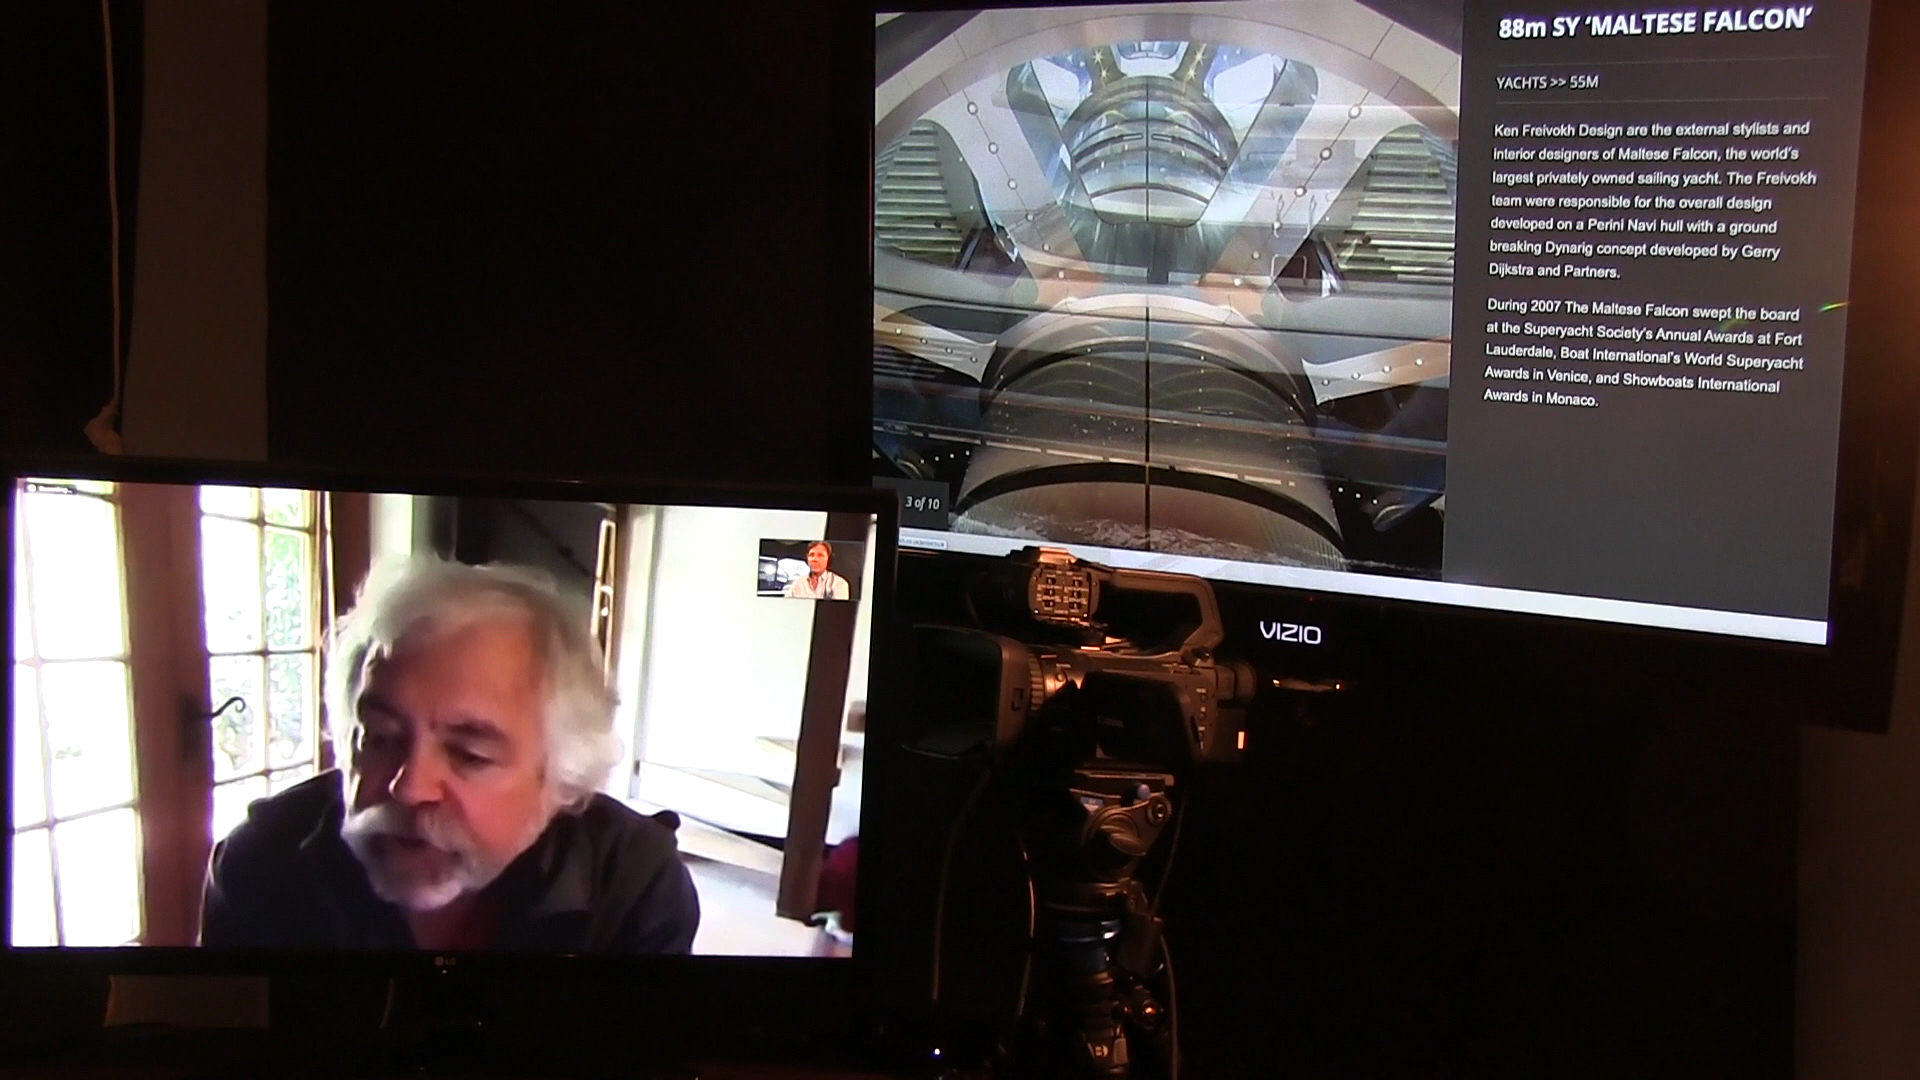 88m SY ‘MALTESE FALCON’
YACHTS >> 55M
Ken Freivokh Design are the external stylists and
interior designers of Maltese Falcon, the world's
largest privately owned sailing yacht. The Freivokh
team were responsible for the overall design
developed on a Perini Navi hull with a ground
breaking Dynarig concept developed by Gerry
Dijkstra and Partners.
During 2007 The Maltese Falcon swept the board
at the Superyacht Society's Annual Awards at Fort
Lauderdale, Boat International's World Superyacht
Awards in Venice, and Showboats International
Awards in Monaco.
3 of 10
VIZIO
LG